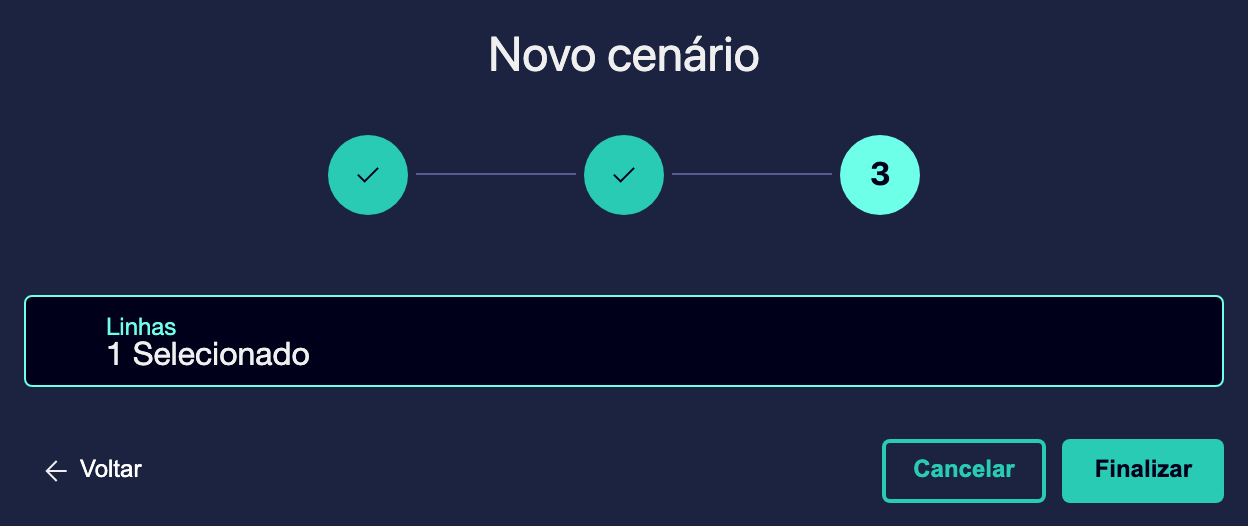 Novo cenário
3
Linhas
1 Selecionado
Voltar
Cancelar
Finalizar